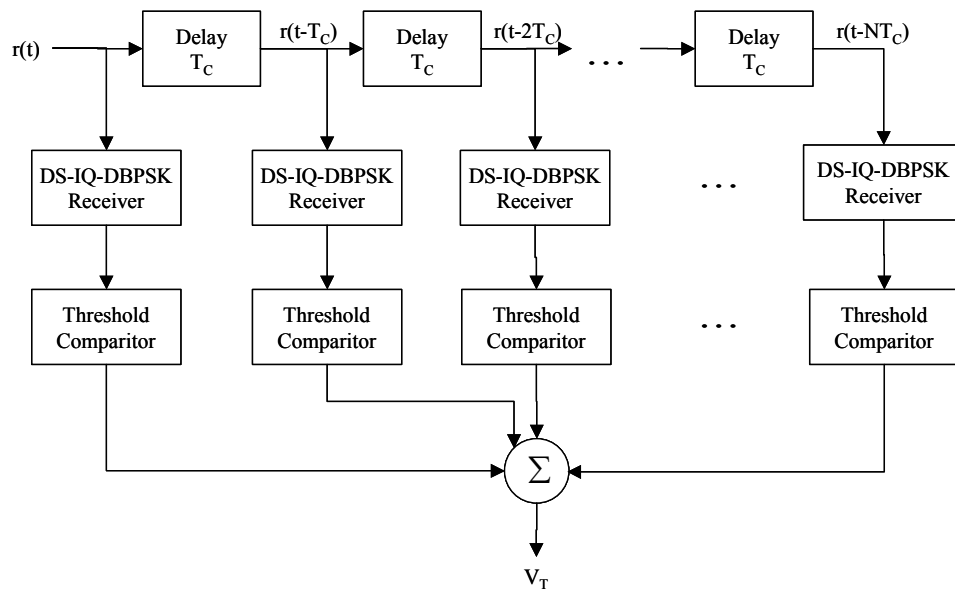 r(t)
Delay
T_C
r(t-T_C)
Delay
T_C
r(t-2T_C)
. . .
Delay
T_C
r(t-NT_C)
DS-IQ-DBPSK
Receiver
DS-IQ-DBPSK
Receiver
DS-IQ-DBPSK
Receiver
. . .
DS-IQ-DBPSK
Receiver
Threshold
Comparitor
Threshold
Comparitor
Threshold
Comparitor
. . .
Threshold
Comparitor
Σ
V_T